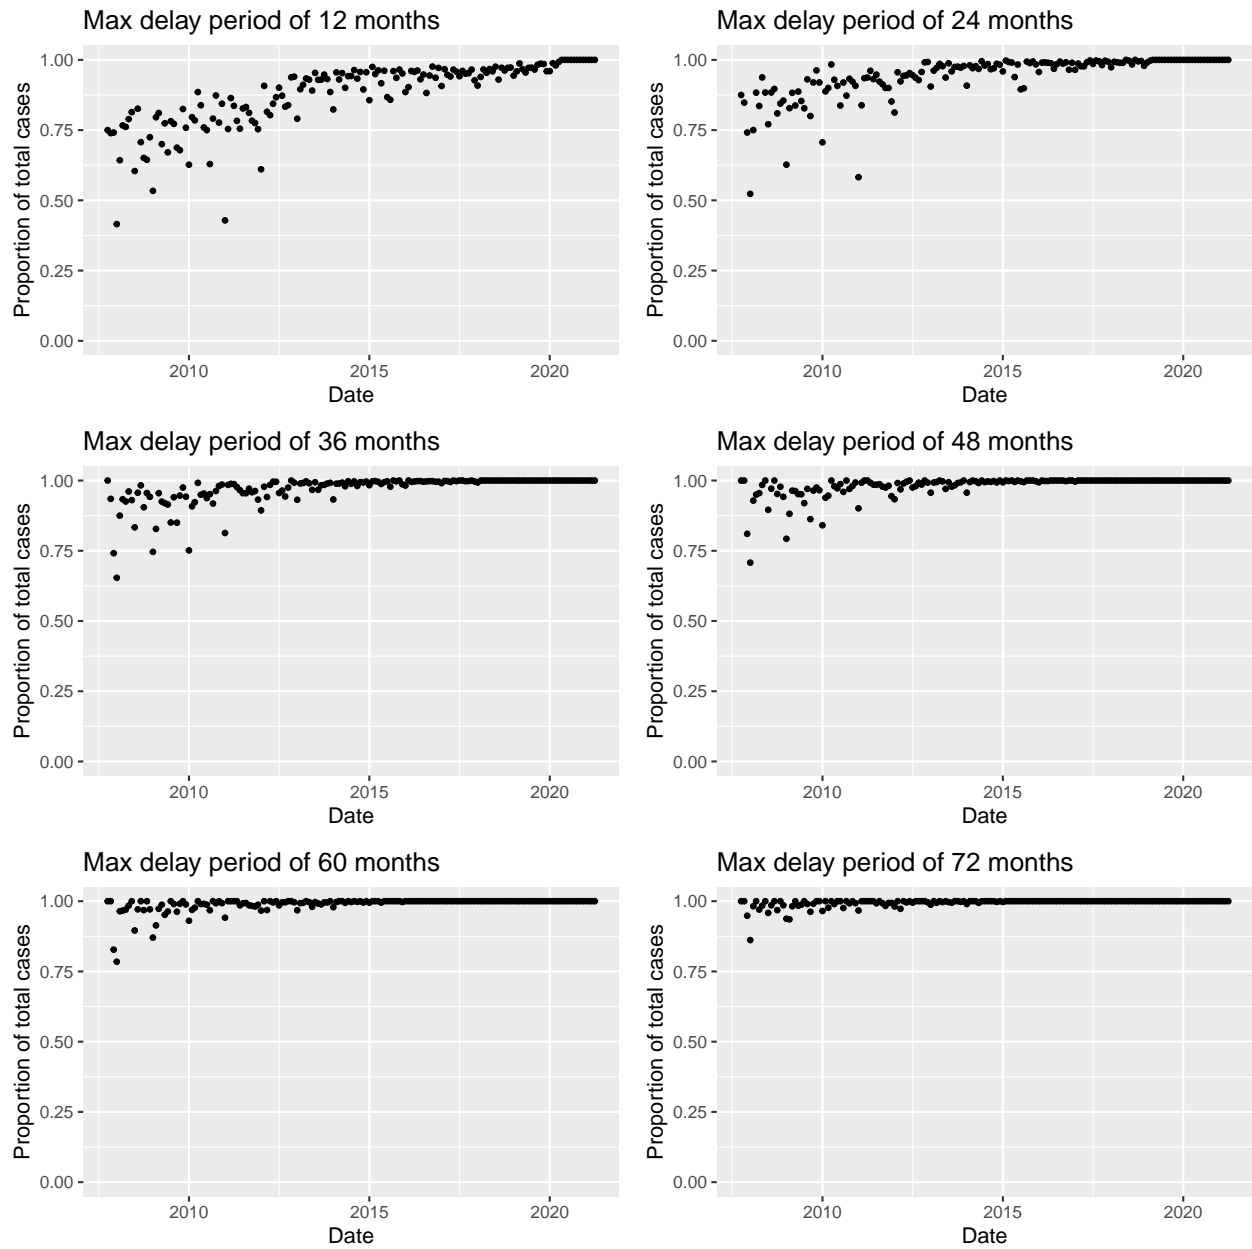 Max delay period of 12 months
Proportion of total cases
1.00
0.75
0.50
0.25
0.00
2010 2015 2020
Date
Max delay period of 24 months
Proportion of total cases
1.00
0.75
0.50
0.25
0.00
2010 2015 2020
Date
Max delay period of 36 months
Proportion of total cases
1.00
0.75
0.50
0.25
0.00
2010 2015 2020
Date
Max delay period of 48 months
Proportion of total cases
1.00
0.75
0.50
0.25
0.00
2010 2015 2020
Date
Max delay period of 60 months
Proportion of total cases
1.00
0.75
0.50
0.25
0.00
2010 2015 2020
Date
Max delay period of 72 months
Proportion of total cases
1.00
0.75
0.50
0.25
0.00
2010 2015 2020
Date